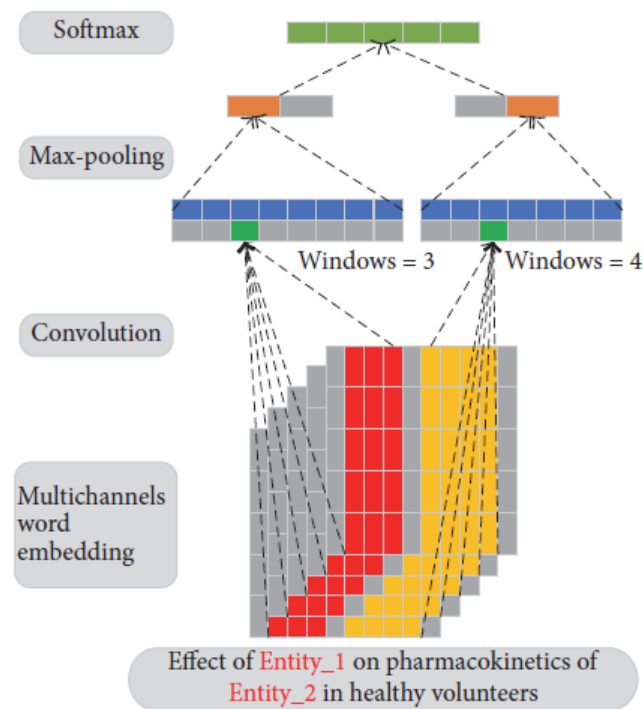 Softmax
Max-pooling
Windows = 3
Windows = 4
Convolution
Multichannels
word
embedding
Effect of Entity_1 on pharmacokinetics of
Entity_2 in healthy volunteers